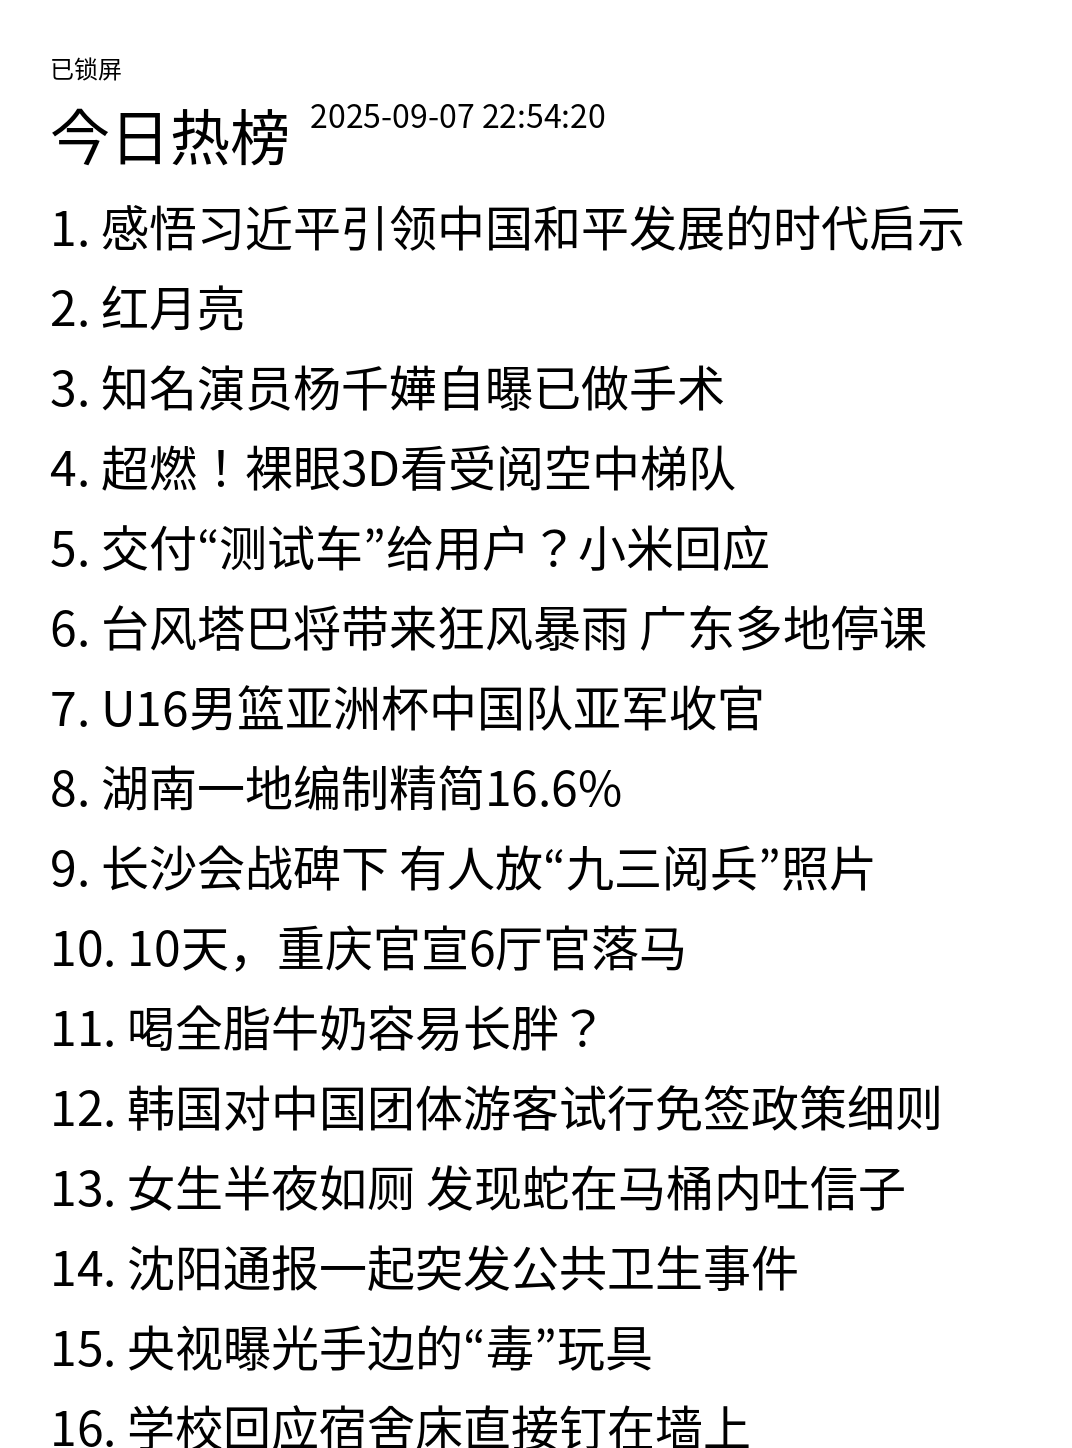 已锁屏
今日热榜 2025-09-07 22:54:20
1. 感悟习近平引领中国和平发展的时代启示
2. 红月亮
3. 知名演员杨千嬅自曝已做手术
4. 超燃！裸眼3D看受阅空中梯队
5. 交付“测试车”给用户？小米回应
6. 台风塔巴将带来狂风暴雨 广东多地停课
7. U16男篮亚洲杯中国队亚军收官
8. 湖南一地编制精简16.6%
9. 长沙会战碑下 有人放“九三阅兵”照片
10. 10天，重庆官宣6厅官落马
11. 喝全脂牛奶容易长胖？
12. 韩国对中国团体游客试行免签政策细则
13. 女生半夜如厕 发现蛇在马桶内吐信子
14. 沈阳通报一起突发公共卫生事件
15. 央视曝光手边的“毒”玩具
16. 学校回应宿舍床直接钉在墙上